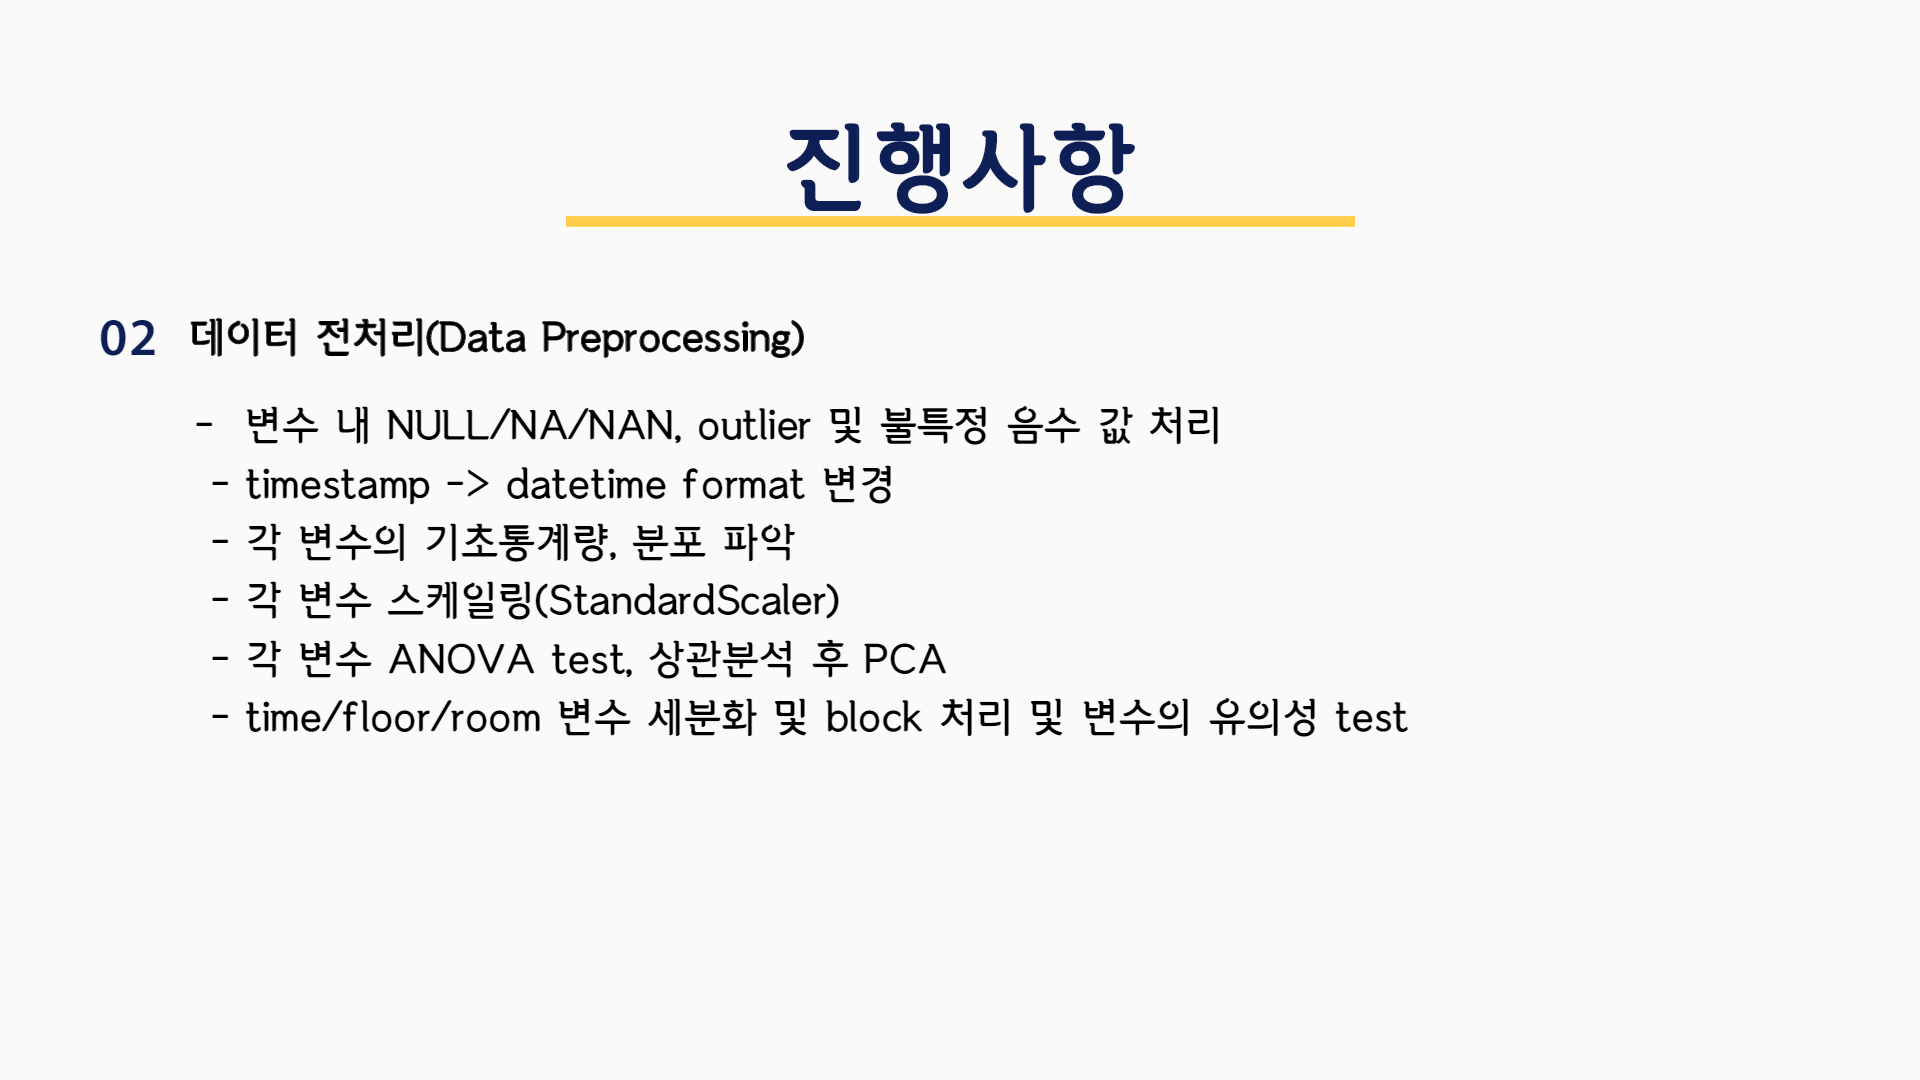 진행사항
02 데이터 전처리(Data Preprocessing)
- 변수 내 NULL/NA/NAN, outlier 및 불특정 음수 값 처리
- timestamp -> datetime format 변경
- 각 변수의 기초통계량, 분포 파악
- 각 변수 스케일링(StandardScaler)
- 각 변수 ANOVA test, 상관분석 후 PCA
- time/floor/room 변수 세분화 및 block 처리 및 변수의 유의성 test